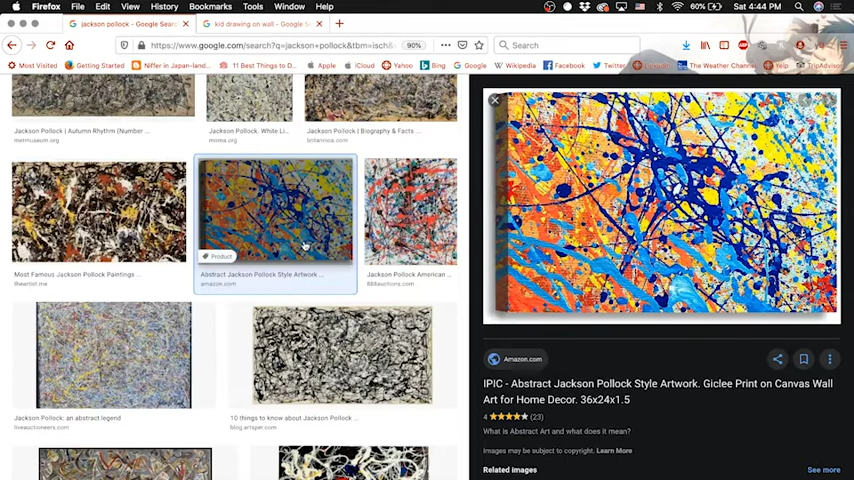 Firefox File Edit View History Bookmarks Tools Window Help 60% Sat 4:44 PM
jackson pollock - Google Sear kid drawing on wall - Google S
https://www.google.com/search?q=jackson+pollock&tbm=isch& 90% Search
Most Visited Getting Started Niffer in Japan-land... 11 Best Things to D... Apple iCloud Yahoo Bing Google Wikipedia Facebook Twitter LinkedIn The Weather Channel Yelp TripAdvisor
Jackson Pollock | Autumn Rhythm (Number ... Jackson Pollock. White Li... Jackson Pollock | Biography & Facts ...
metmuseum.org moma.org britannica.com
Product
Most Famous Jackson Pollock Paintings ... Abstract Jackson Pollock Style Artwork ... Jackson Pollock American ...
theartist.me amazon.com 888auctions.com
Jackson Pollock: an abstract legend 10 things to know about Jackson Pollock ...
liveauctioneers.com blog.artsper.com
Amazon.com
IPIC - Abstract Jackson Pollock Style Artwork. Giclee Print on Canvas Wall
Art for Home Decor. 36x24x1.5
4 ★★★★★ (23)
What is Abstract Art and what does it mean?
Images may be subject to copyright. Learn More
Related images See more